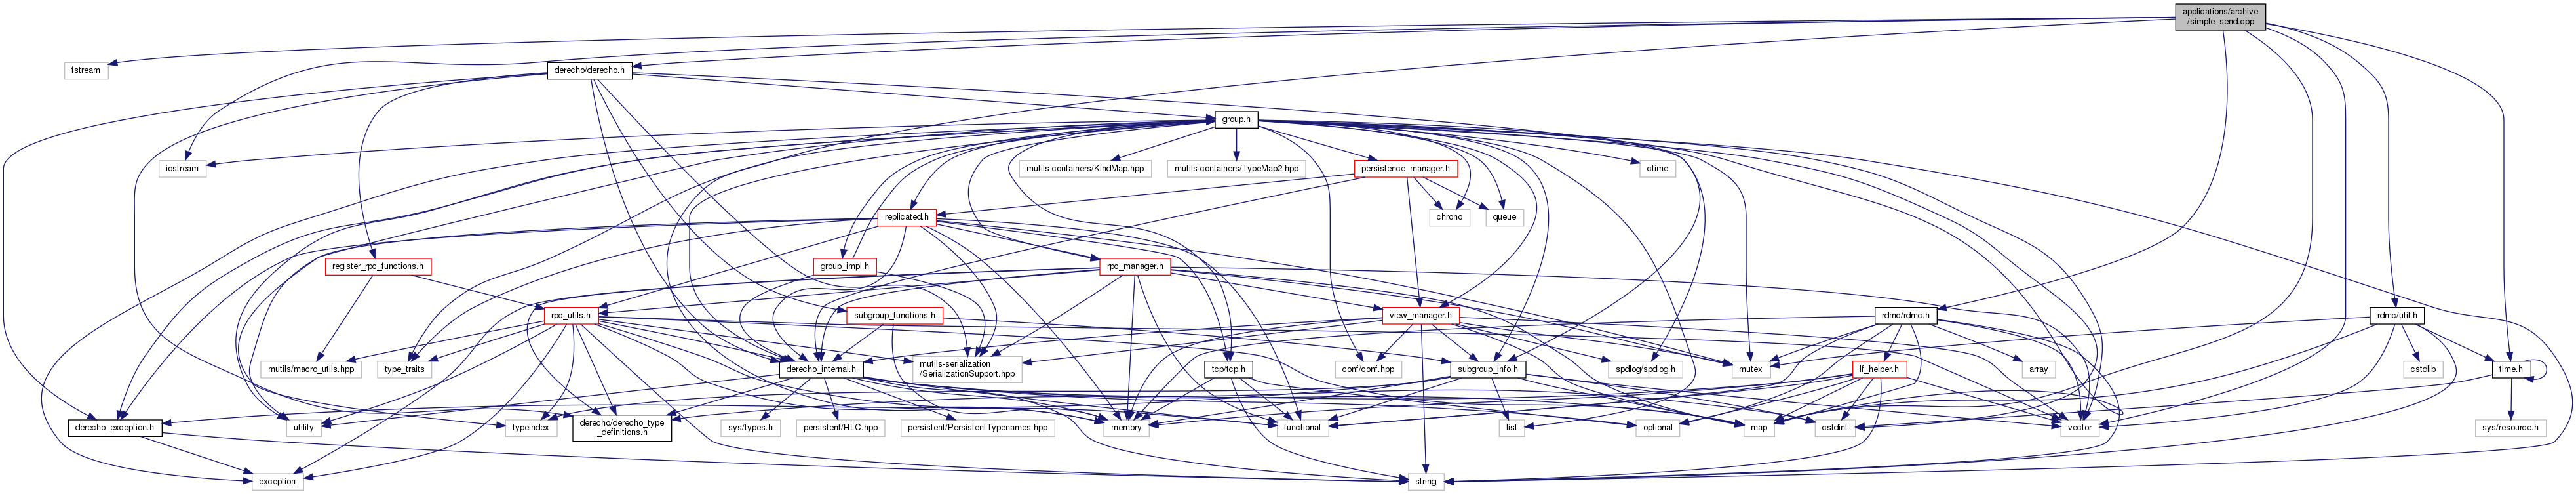 applications/archive
/simple_send.cpp
fstream
derecho/derecho.h
group.h
iostream
mutils-containers/KindMap.hpp
mutils-containers/TypeMap2.hpp
persistence_manager.h
ctime
replicated.h
chrono
queue
register_rpc_functions.h
group_impl.h
rpc_manager.h
rpc_utils.h
subgroup_functions.h
view_manager.h
rdmc/rdmc.h
rdmc/util.h
mutils/macro_utils.hpp
type_traits
derecho_internal.h
mutils-serialization
/SerializationSupport.hpp
tcp/tcp.h
conf/conf.hpp
subgroup_info.h
spdlog/spdlog.h
mutex
lf_helper.h
array
cstdlib
time.h
derecho_exception.h
utility
typeindex
derecho/derecho_type
_definitions.h
sys/types.h
persistent/HLC.hpp
persistent/PersistentTypenames.hpp
memory
functional
list
optional
map
cstdint
vector
sys/resource.h
exception
string